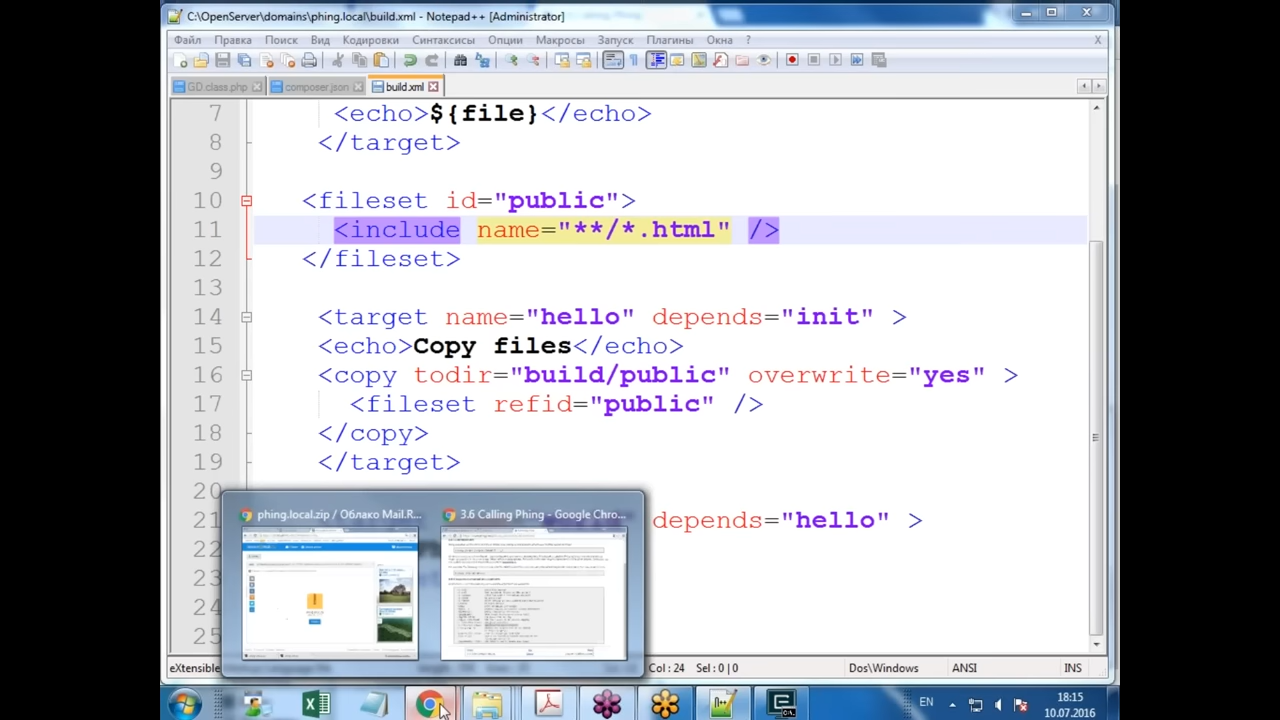 C:\OpenServer\domains\phing.local\build.xml - Notepad++ [Administrator]
Файл Правка Поиск Вид Кодировки Синтаксисы Опции Макросы Запуск Плагины Окна ? X
GD.class.php composer.json build.xml
7 <echo>${file}</echo>
8 </target>
9
10 <fileset id="public">
11 <include name="**/*.html" />
12 </fileset>
13
14 <target name="hello" depends="init" >
15 <echo>Copy files</echo>
16 <copy todir="build/public" overwrite="yes" >
17 <fileset refid="public" />
18 </copy>
19 </target>
20
21 depends="hello" >
phing.local.zip / Облако Mail.R... 3.6 Calling Phing - Google Chro...
22
eXtensible Col : 24 Sel : 0 | 0 Dos\Windows ANSI INS
EN 18:15
10.07.2016